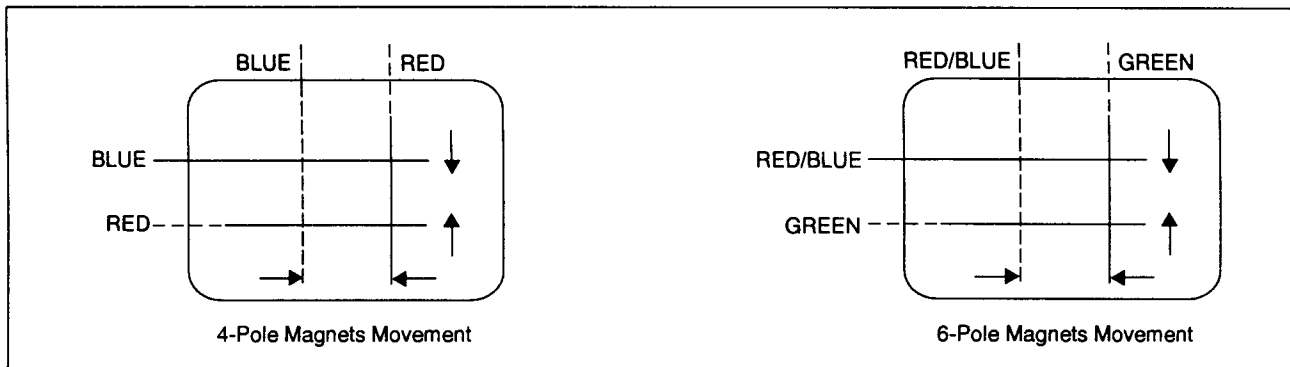 BLUE RED
BLUE
RED
4-Pole Magnets Movement
RED/BLUE GREEN
RED/BLUE
GREEN
6-Pole Magnets Movement